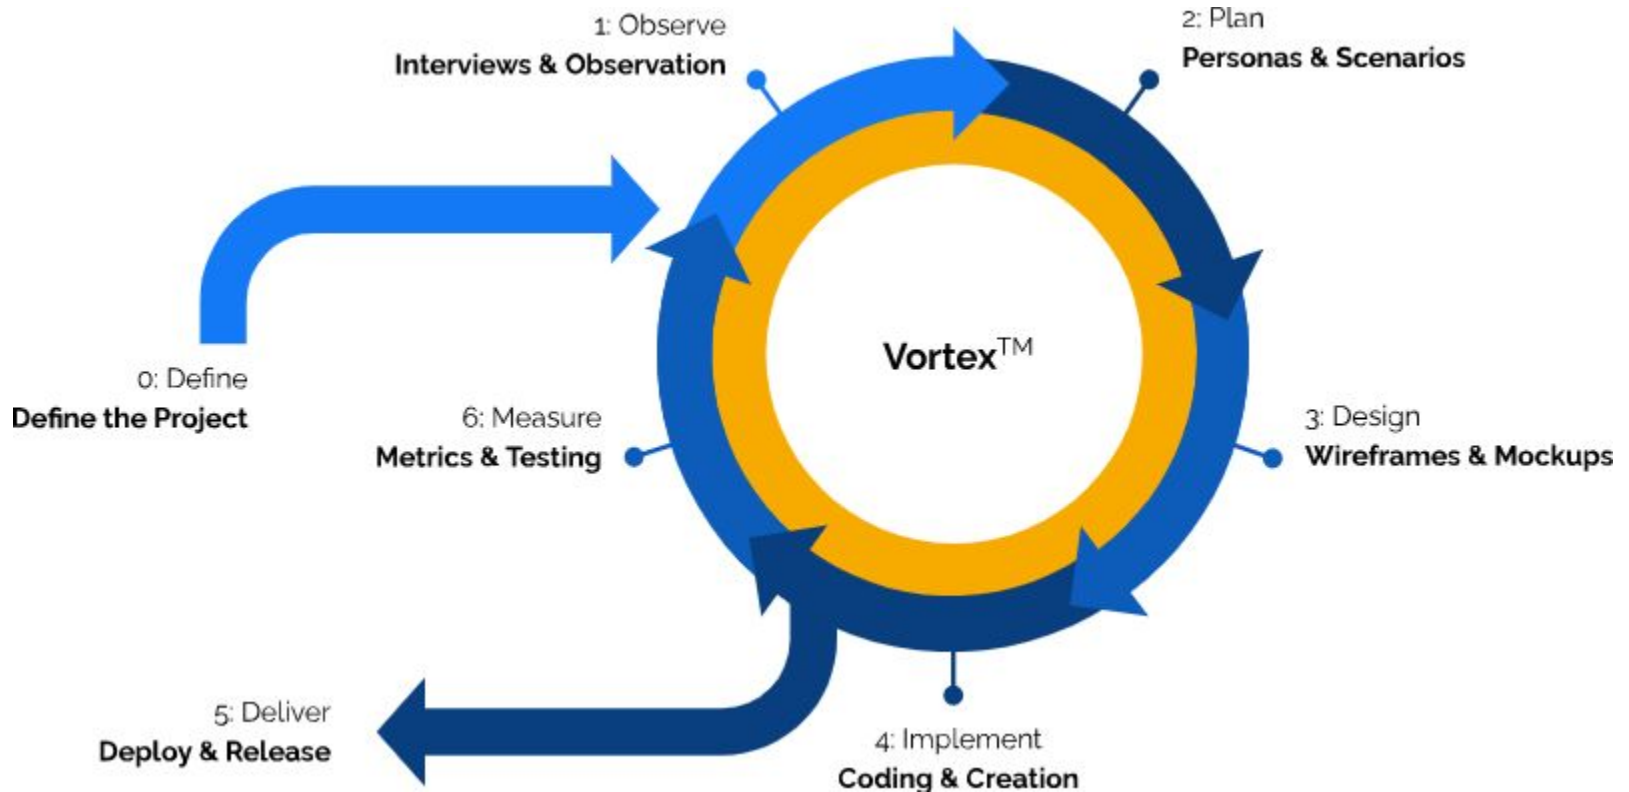 0: Define
Define the Project
1: Observe
Interviews & Observation
2: Plan
Personas & Scenarios
3: Design
Wireframes & Mockups
4: Implement
Coding & Creation
5: Deliver
Deploy & Release
6: Measure
Metrics & Testing
Vortex™